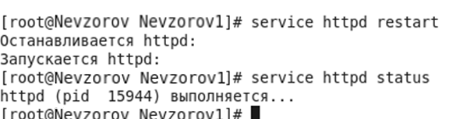 [root@Nevzorov Nevzorov1]# service httpd restart
Останавливается httpd:
Запускается httpd:
[root@Nevzorov Nevzorov1]# service httpd status
httpd (pid  15944) выполняется...
[root@Nevzorov Nevzorov1]#